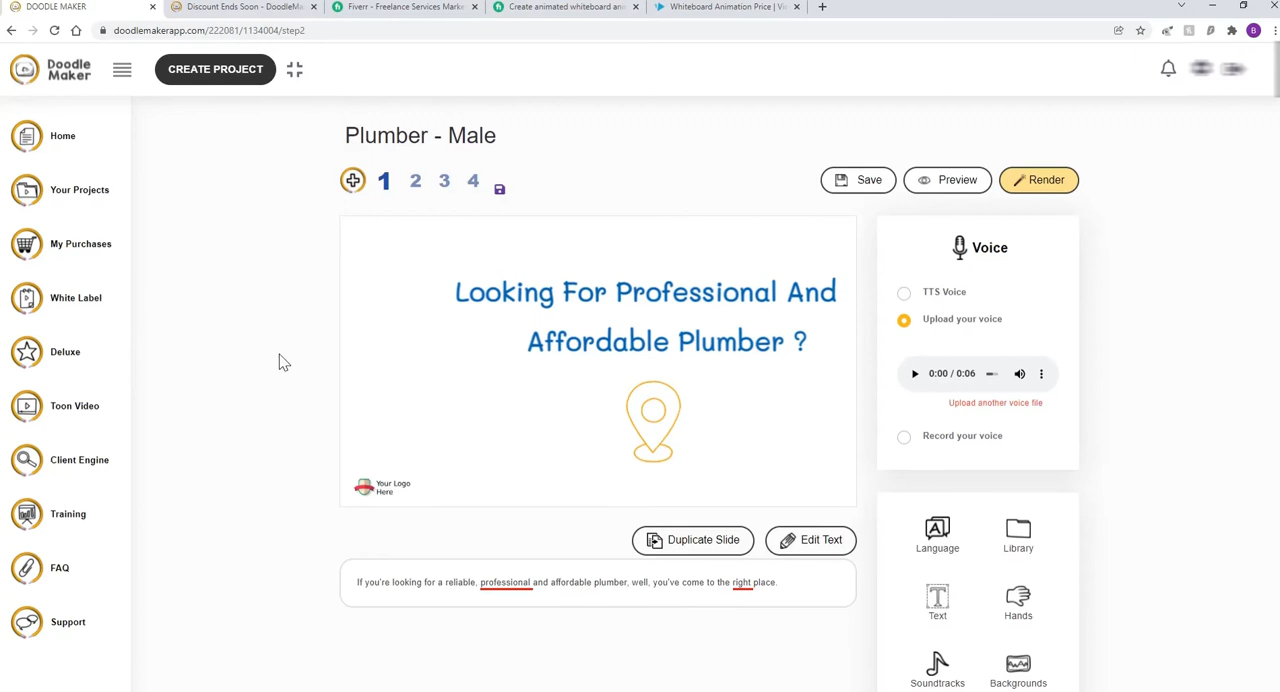 DOODLE MAKER
Discount Ends Soon - DoodleMa
Fiverr - Freelance Services Marke
Create animated whiteboard and
Whiteboard Animation Price | Vi
doodlemakerapp.com/222081/1134004/step2
B
Doodle
Maker
CREATE PROJECT
Home
Your Projects
My Purchases
White Label
Deluxe
Toon Video
Client Engine
Training
FAQ
Support
Plumber - Male
1 2 3 4
Save
Preview
Render
Looking For Professional And
Affordable Plumber ?
Your Logo
Here
Duplicate Slide
Edit Text
If you're looking for a reliable, professional and affordable plumber, well, you've come to the right place.
Voice
TTS Voice
Upload your voice
0:00 / 0:06
Upload another voice file
Record your voice
Language
Library
Text
Hands
Soundtracks
Backgrounds